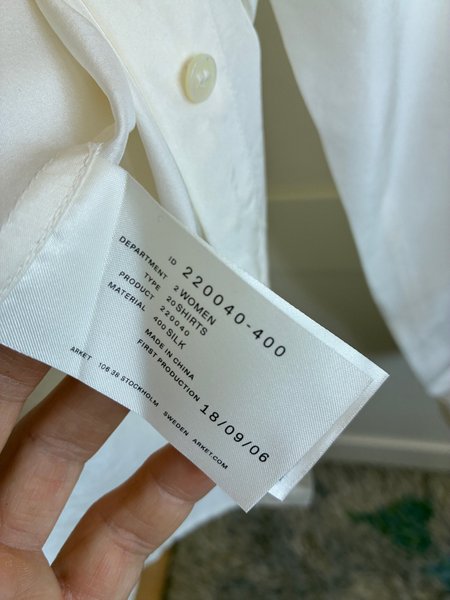 ID 220040-400
DEPARTMENT 2 WOMEN
TYPE 20 SHIRTS
PRODUCT 220040
MATERIAL 400 SILK
MADE IN CHINA
FIRST PRODUCTION 18/09/06
ARKET 106 38 STOCKHOLM SWEDEN ARKET.COM